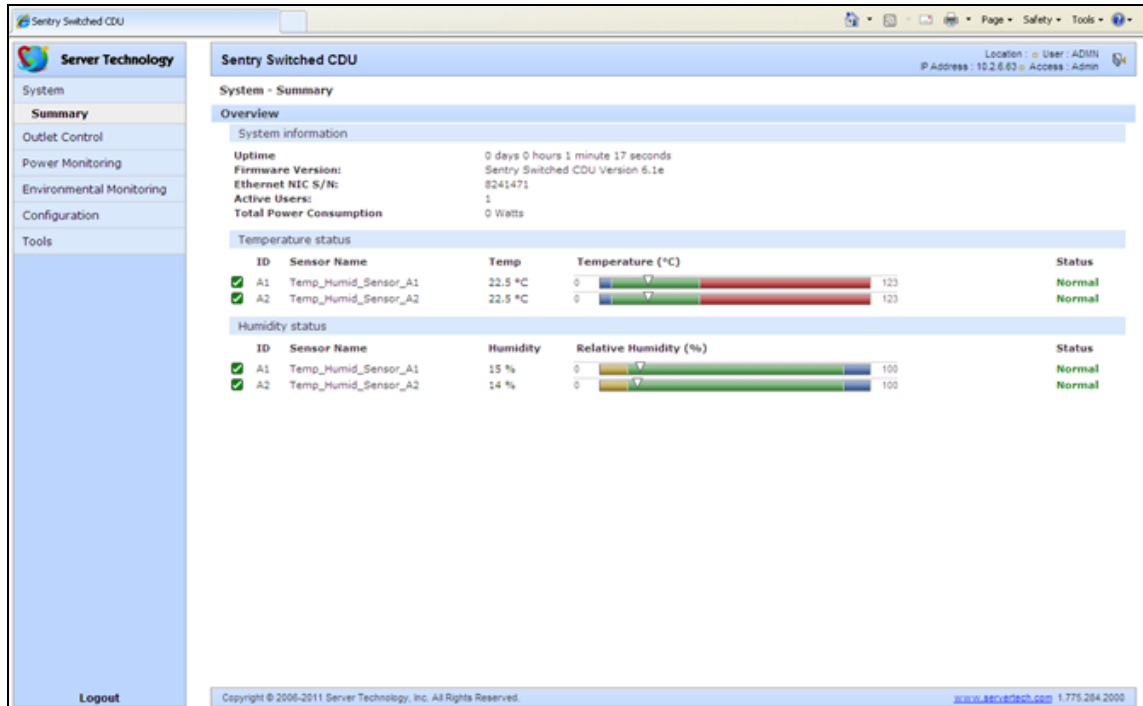 Sentry Switched CDU
Page Safety Tools
Server Technology
Sentry Switched CDU
Location : User : ADMN
IP Address : 10.2.6.63 Access : Admin
System
System - Summary
Summary
Overview
Outlet Control
System information
Power Monitoring
Uptime 0 days 0 hours 1 minute 17 seconds
Firmware Version: Sentry Switched CDU Version 6.1e
Environmental Monitoring
Ethernet NIC S/N: 8241471
Active Users: 1
Configuration
Total Power Consumption 0 Watts
Tools
Temperature status
ID Sensor Name Temp Temperature (°C) Status
A1 Temp_Humid_Sensor_A1 22.5 °C 0 123 Normal
A2 Temp_Humid_Sensor_A2 22.5 °C 0 123 Normal
Humidity status
ID Sensor Name Humidity Relative Humidity (%) Status
A1 Temp_Humid_Sensor_A1 15 % 0 100 Normal
A2 Temp_Humid_Sensor_A2 14 % 0 100 Normal
Logout
Copyright © 2006-2011 Server Technology, Inc. All Rights Reserved. www.servertech.com 1.775.284.2000